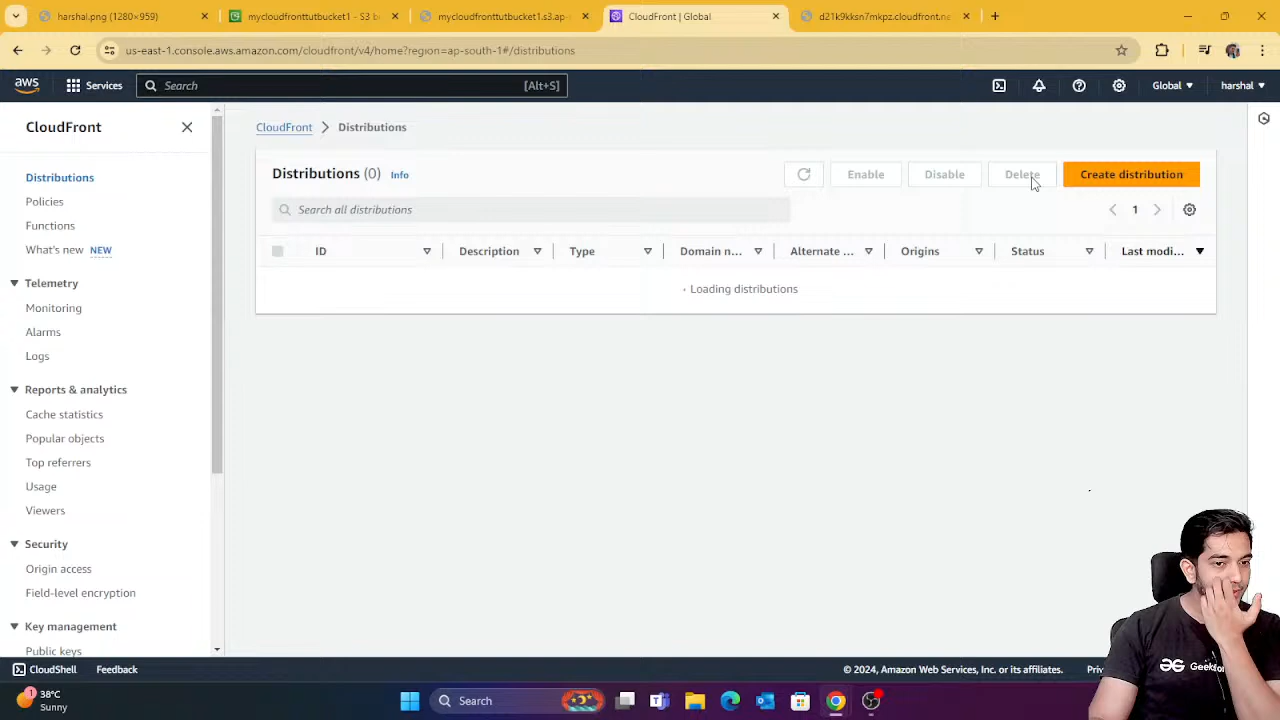 harshal.png (1280×959)
mycloudfronttutbucket1 - S3 b
mycloudfronttutbucket1.s3.ap-
CloudFront | Global
d21k9kksn7mkpz.cloudfront.ne
us-east-1.console.aws.amazon.com/cloudfront/v4/home?region=ap-south-1#/distributions
aws
Services
Search
[Alt+S]
Global
harshal
CloudFront
CloudFront
Distributions
Distributions (0)
Info
Enable
Disable
Delete
Create distribution
Search all distributions
1
ID
Description
Type
Domain n...
Alternate ...
Origins
Status
Last modi...
Loading distributions
Distributions
Policies
Functions
What's new NEW
Telemetry
Monitoring
Alarms
Logs
Reports & analytics
Cache statistics
Popular objects
Top referrers
Usage
Viewers
Security
Origin access
Field-level encryption
Key management
Public keys
CloudShell
Feedback
© 2024, Amazon Web Services, Inc. or its affiliates.
Priv
1
38°C
Sunny
Search